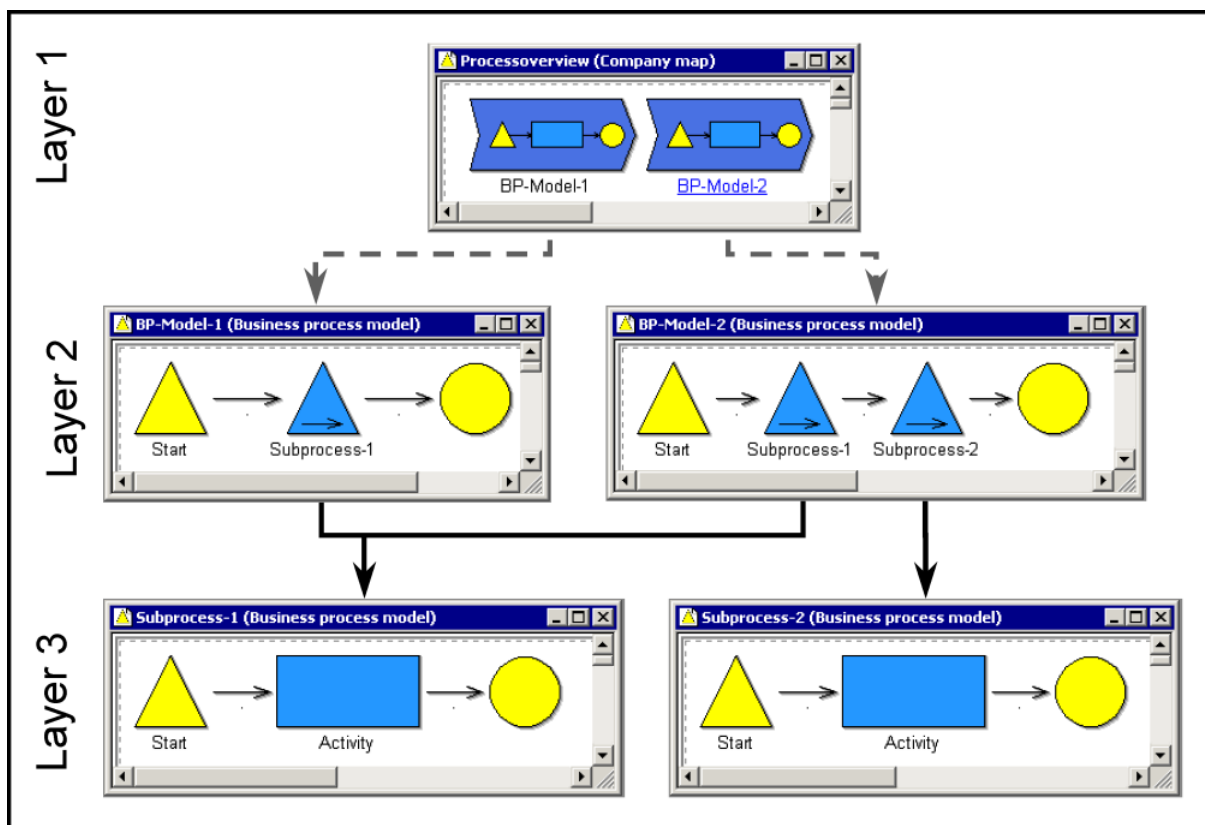 Layer 1
Processoverview (Company map)
BP-Model-1
BP-Model-2
Layer 2
BP-Model-1 (Business process model)
Start
Subprocess-1
BP-Model-2 (Business process model)
Start
Subprocess-1
Subprocess-2
Layer 3
Subprocess-1 (Business process model)
Start
Activity
Subprocess-2 (Business process model)
Start
Activity